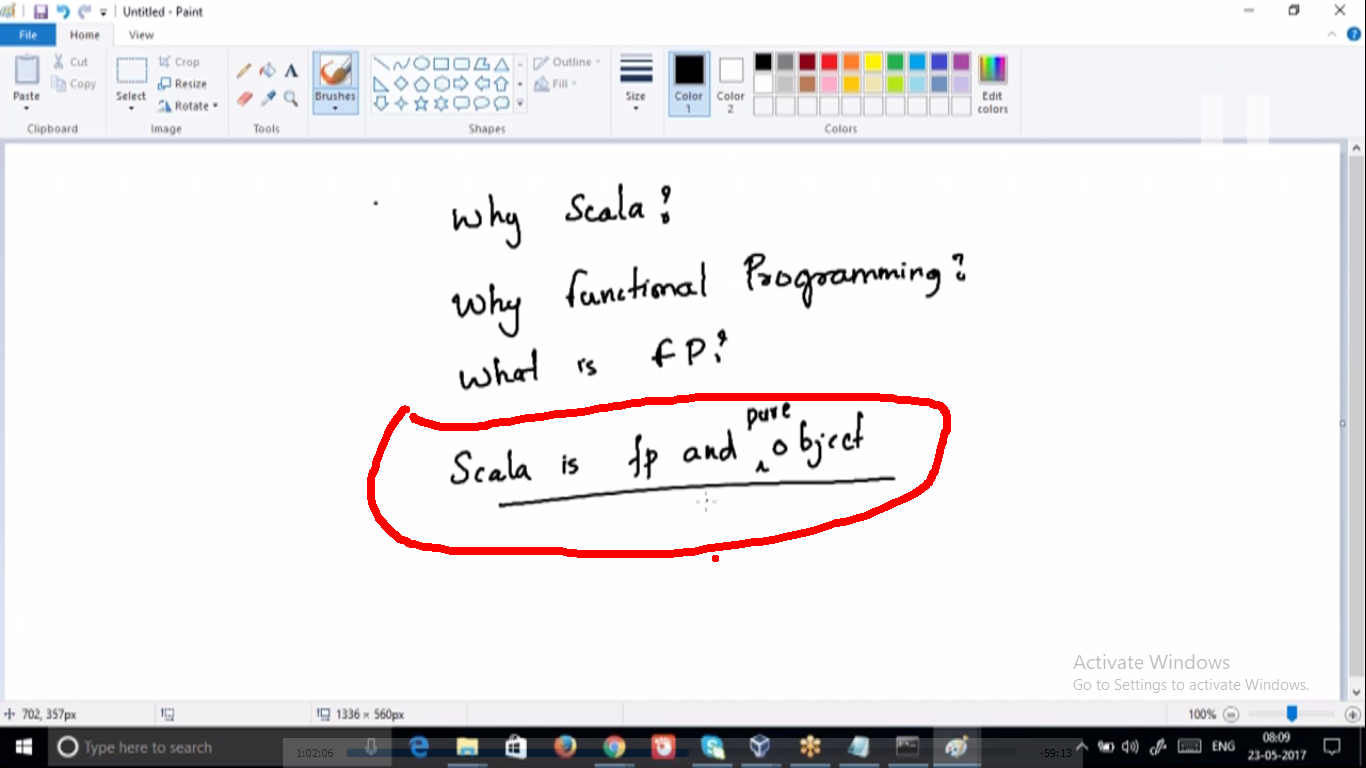 Untitled - Paint
File Home View
Paste Cut Copy Clipboard
Select Crop Resize Rotate Image
Tools
Brushes
Outline Fill Shapes
Size
Color 1 Color 2 Edit colors Colors
Why Scala?
Why functional Programming?
What is fP?
pure
Scala is fp and object
Activate Windows
Go to Settings to activate Windows.
702, 357px 1336 × 560px 100%
Type here to search 1:02:06 -59:13 ENG 08:09
23-05-2017